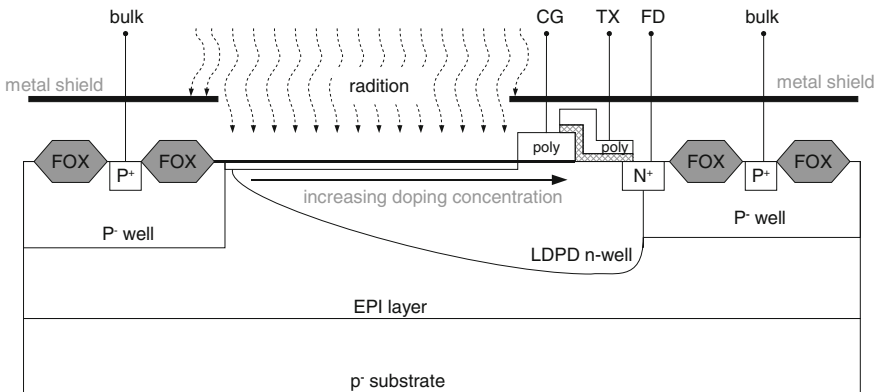 bulk
CG TX FD
bulk
metal shield
radition
metal shield
FOX
P+
FOX
poly
poly
N+
FOX
P+
FOX
increasing doping concentration
P- well
P- well
LDPD n-well
EPI layer
p- substrate